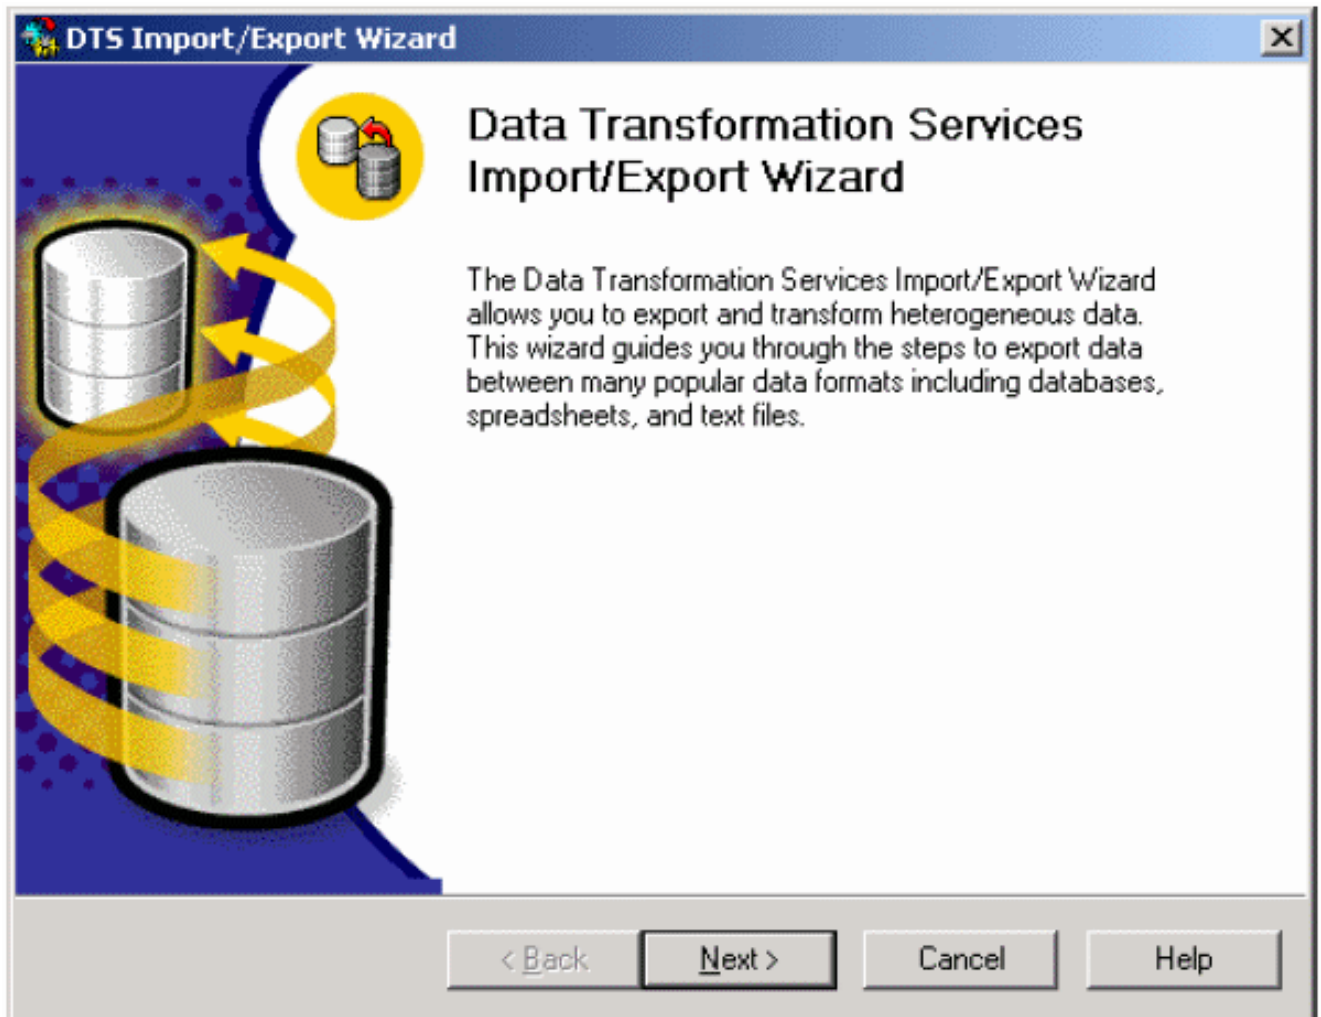 DTS Import/Export Wizard
Data Transformation Services
Import/Export Wizard
The Data Transformation Services Import/Export Wizard
allows you to export and transform heterogeneous data.
This wizard guides you through the steps to export data
between many popular data formats including databases,
spreadsheets, and text files.
< Back Next > Cancel Help